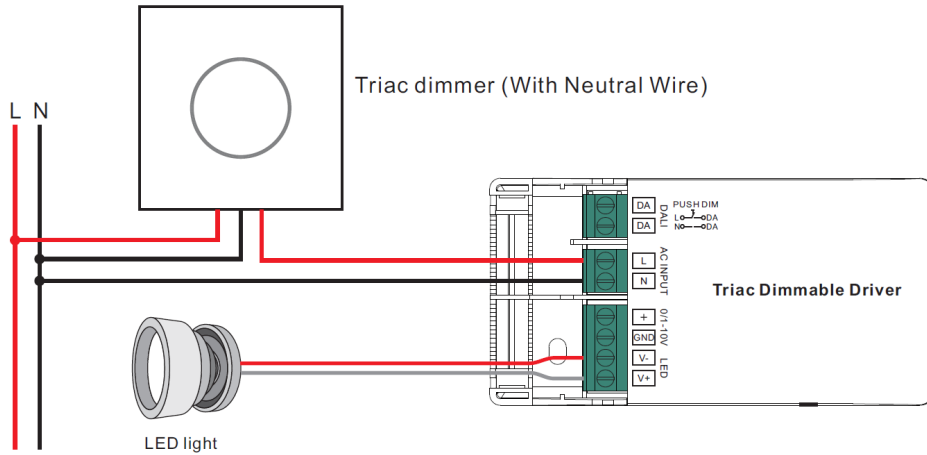 Triac dimmer (With Neutral Wire)
L N
DA
DA
DALI
PUSH DIM
L DA
N DA
L
N
AC INPUT
Triac Dimmable Driver
+
GND
0/1-10V
V-
V+
LED
LED light